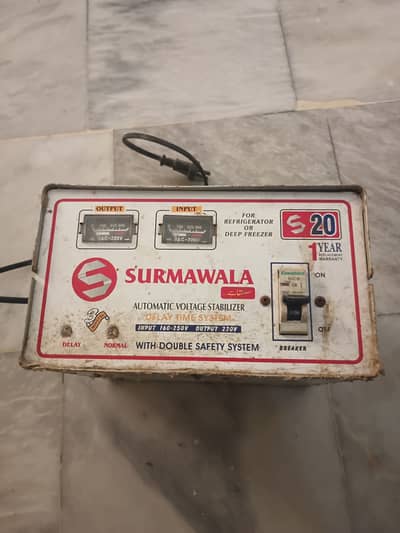 OUTPUT
INPUT
FOR
REFRIGERATOR
OR
DEEP FREEZER
S 20
1 YEAR
REPLACEMENT
WARRANTY
S SURMAWALA
AUTOMATIC VOLTAGE STABILIZER
DELAY TIME SYSTEM
INPUT 160-250V OUTPUT 220V
WITH DOUBLE SAFETY SYSTEM
DELAY
NORMAL
ON
BREAKER